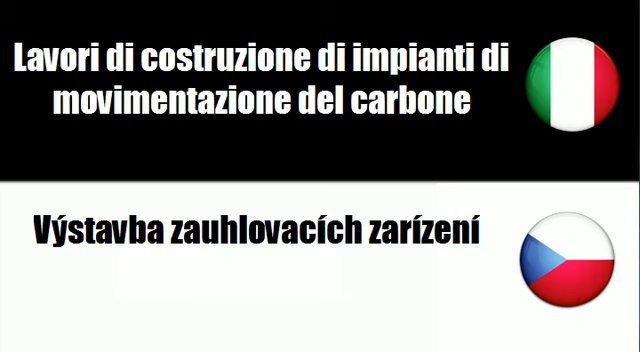 Lavori di costruzione di impianti di
movimentazione del carbone
Výstavba zauhlovacích zarízení